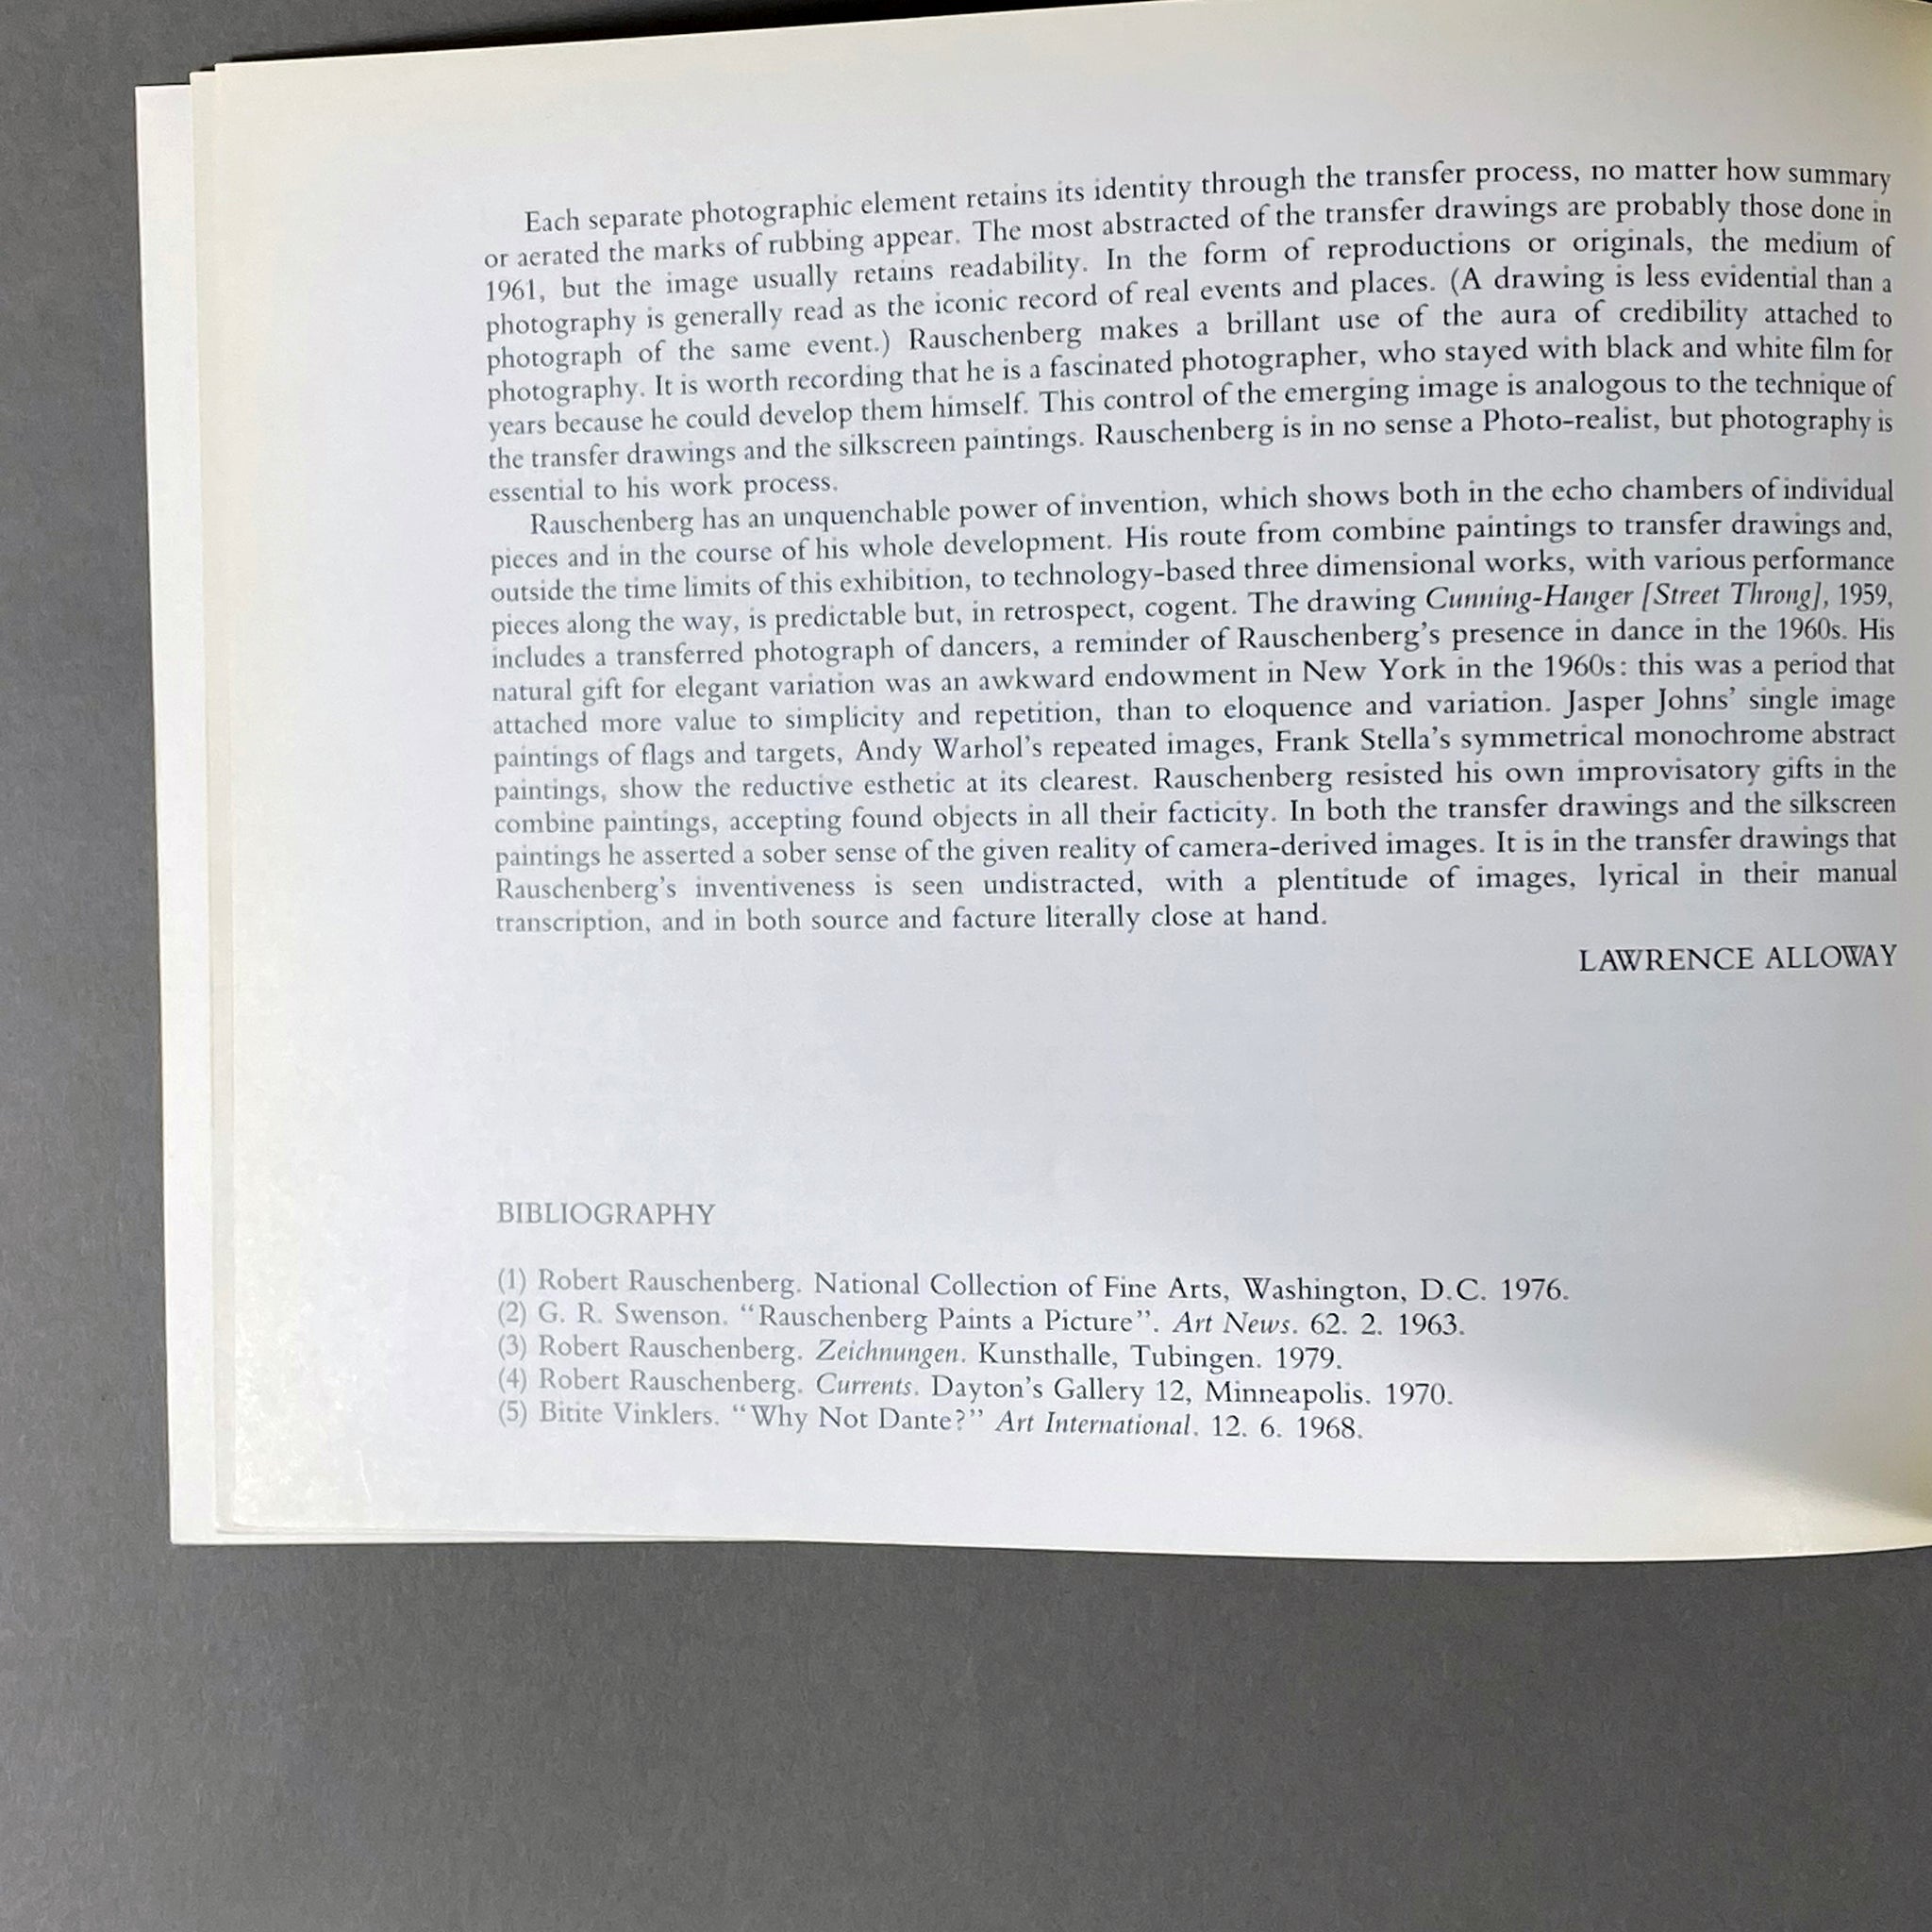 Each separate photographic element retains its identity through the transfer process, no matter how summary
or aerated the marks of rubbing appear. The most abstracted of the transfer drawings are probably those done in
1961, but the image usually retains readability. In the form of reproductions or originals, the medium of
photography is generally read as the iconic record of real events and places. (A drawing is less evidential than a
photograph of the same event.) Rauschenberg makes a brillant use of the aura of credibility attached to
photography. It is worth recording that he is a fascinated photographer, who stayed with black and white film for
years because he could develop them himself. This control of the emerging image is analogous to the technique of
the transfer drawings and the silkscreen paintings. Rauschenberg is in no sense a Photo-realist, but photography is
essential to his work process.
Rauschenberg has an unquenchable power of invention, which shows both in the echo chambers of individual
pieces and in the course of his whole development. His route from combine paintings to transfer drawings and,
outside the time limits of this exhibition, to technology-based three dimensional works, with various performance
pieces along the way, is predictable but, in retrospect, cogent. The drawing Cunning-Hanger [Street Throng], 1959,
includes a transferred photograph of dancers, a reminder of Rauschenberg's presence in dance in the 1960s. His
natural gift for elegant variation was an awkward endowment in New York in the 1960s: this was a period that
attached more value to simplicity and repetition, than to eloquence and variation. Jasper Johns' single image
paintings of flags and targets, Andy Warhol's repeated images, Frank Stella's symmetrical monochrome abstract
paintings, show the reductive esthetic at its clearest. Rauschenberg resisted his own improvisatory gifts in the
combine paintings, accepting found objects in all their facticity. In both the transfer drawings and the silkscreen
paintings he asserted a sober sense of the given reality of camera-derived images. It is in the transfer drawings that
Rauschenberg's inventiveness is seen undistracted, with a plentitude of images, lyrical in their manual
transcription, and in both source and facture literally close at hand.
LAWRENCE ALLOWAY
BIBLIOGRAPHY
(1) Robert Rauschenberg. National Collection of Fine Arts, Washington, D.C. 1976.
(2) G. R. Swenson. “Rauschenberg Paints a Picture”. Art News. 62. 2. 1963.
(3) Robert Rauschenberg. Zeichnungen. Kunsthalle, Tubingen. 1979.
(4) Robert Rauschenberg. Currents. Dayton's Gallery 12, Minneapolis. 1970.
(5) Bitite Vinklers. “Why Not Dante?” Art International. 12. 6. 1968.